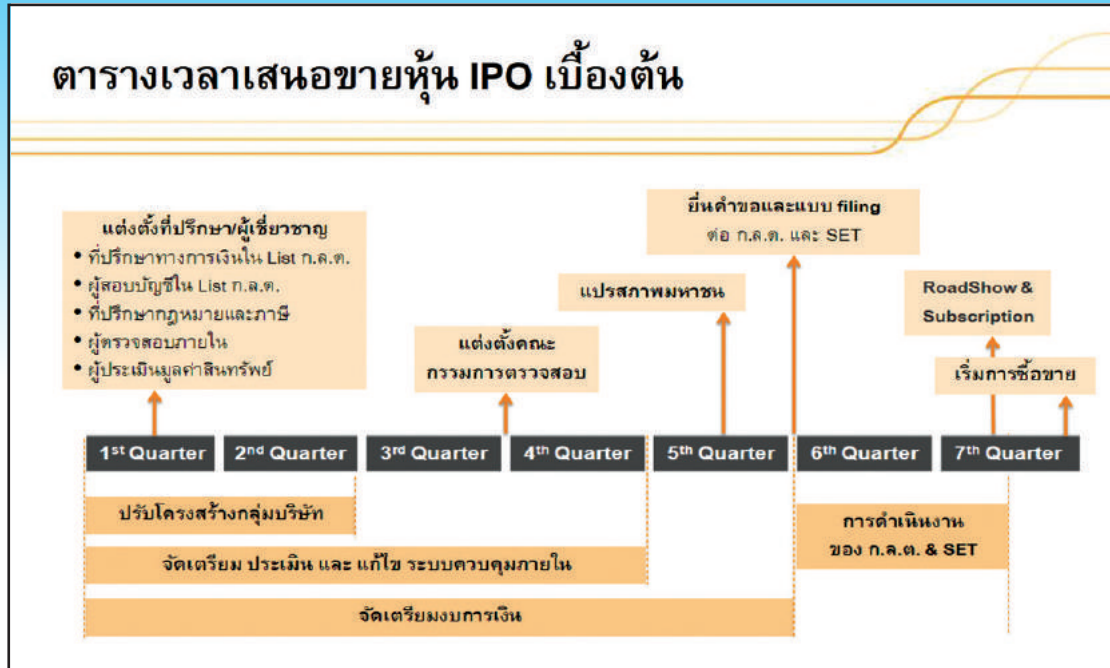 ตารางเวลาเสนอขายหุ้น IPO เบื้องต้น
แต่งตั้งที่ปรึกษา/ผู้เชี่ยวชาญ
• ที่ปรึกษาทางการเงินใน List ก.ล.ต.
• ผู้สอบบัญชีใน List ก.ล.ต.
• ที่ปรึกษากฎหมายและภาษี
• ผู้ตรวจสอบภายใน
• ผู้ประเมินมูลค่าสินทรัพย์
แต่งตั้งคณะ
กรรมการตรวจสอบ
แปรสภาพมหาชน
ยื่นคำขอและแบบ filing
ต่อ ก.ล.ต. และ SET
RoadShow &
Subscription
เริ่มการซื้อขาย
1st Quarter
2nd Quarter
3rd Quarter
4th Quarter
5th Quarter
6th Quarter
7th Quarter
ปรับโครงสร้างกลุ่มบริษัท
จัดเตรียม ประเมิน และ แก้ไข ระบบควบคุมภายใน
จัดเตรียมงบการเงิน
การดำเนินงาน
ของ ก.ล.ต. & SET